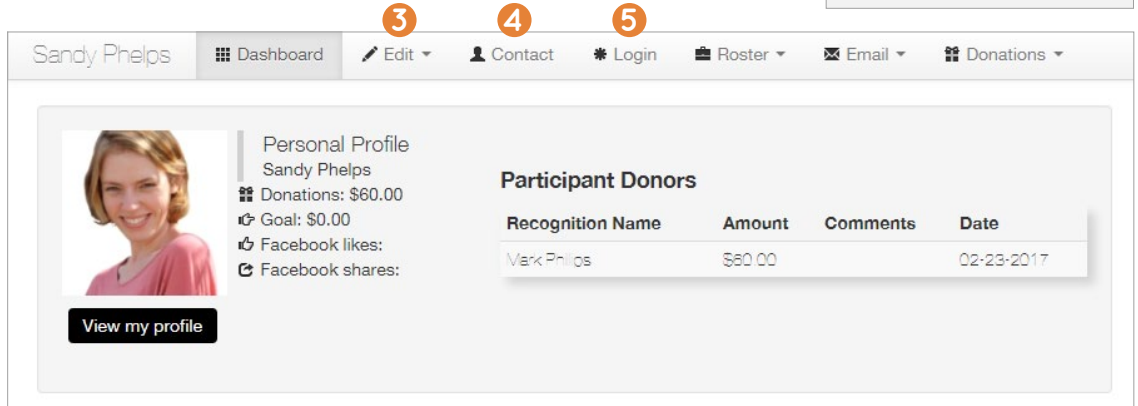 3 4 5
Sandy Phelps Dashboard Edit Contact Login Roster Email Donations
Personal Profile
Sandy Phelps
Donations: $60.00
Goal: $0.00
Facebook likes:
Facebook shares:
View my profile
Participant Donors
Recognition Name Amount Comments Date
Mark Philips $60.00 02-23-2017